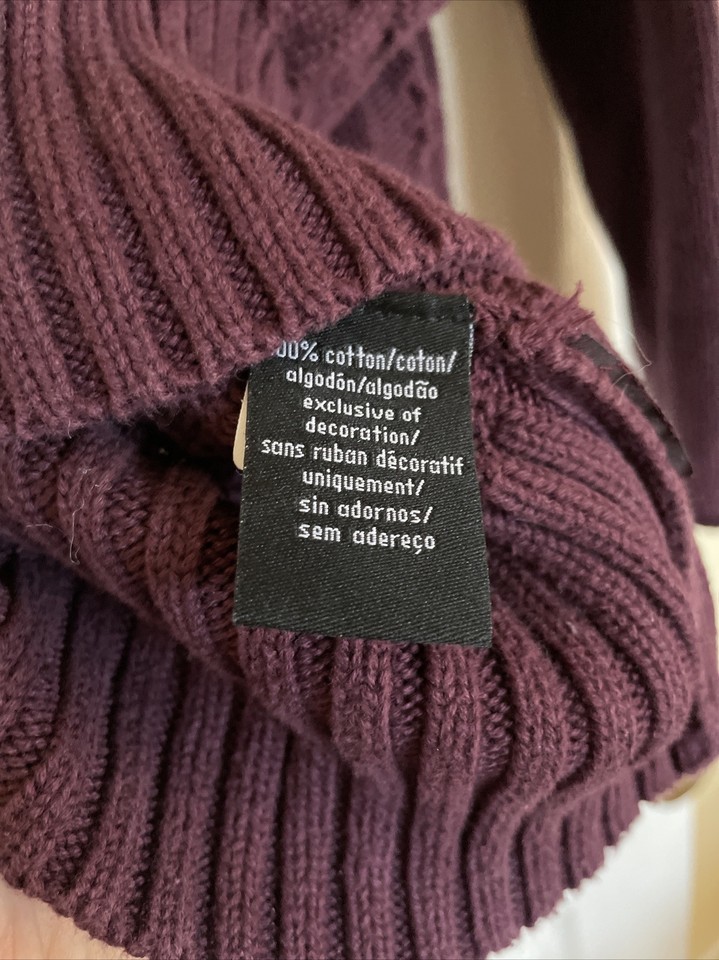 00% cotton/coton/
algodón/algodão
exclusive of
decoration/
sans ruban décoratif
uniquement/
sin adornos/
sem adereço